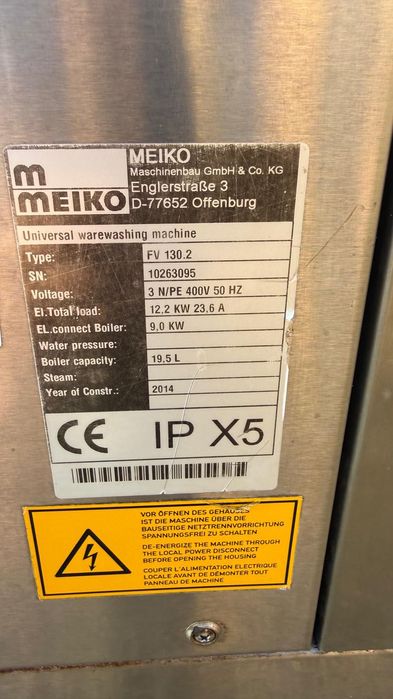 m
MEIKO
MEIKO
Maschinenbau GmbH & Co. KG
Englerstraße 3
D-77652 Offenburg
Universal warewashing machine
Type: FV 130.2
SN: 10263095
Voltage: 3 N/PE 400V 50 HZ
El.Total load: 12,2 KW 23,6 A
EL.connect Boiler: 9,0 KW
Water pressure:
Boiler capacity: 19,5 L
Steam:
Year of Constr.: 2014
CE IP X5
VOR ÖFFNEN DES GEHÄUSES
IST DIE MASCHINE ÜBER DIE
BAUSEITIGE NETZTRENNVORRICHTUNG
SPANNUNGSFREI ZU SCHALTEN
DE-ENERGIZE THE MACHINE THROUGH
THE LOCAL POWER DISCONNECT
BEFORE OPENING THE HOUSING
COUPER L'ALIMENTATION ELECTRIQUE
LOCALE AVANT DE DÉMONTER TOUT
PANNEAU DE MACHINE